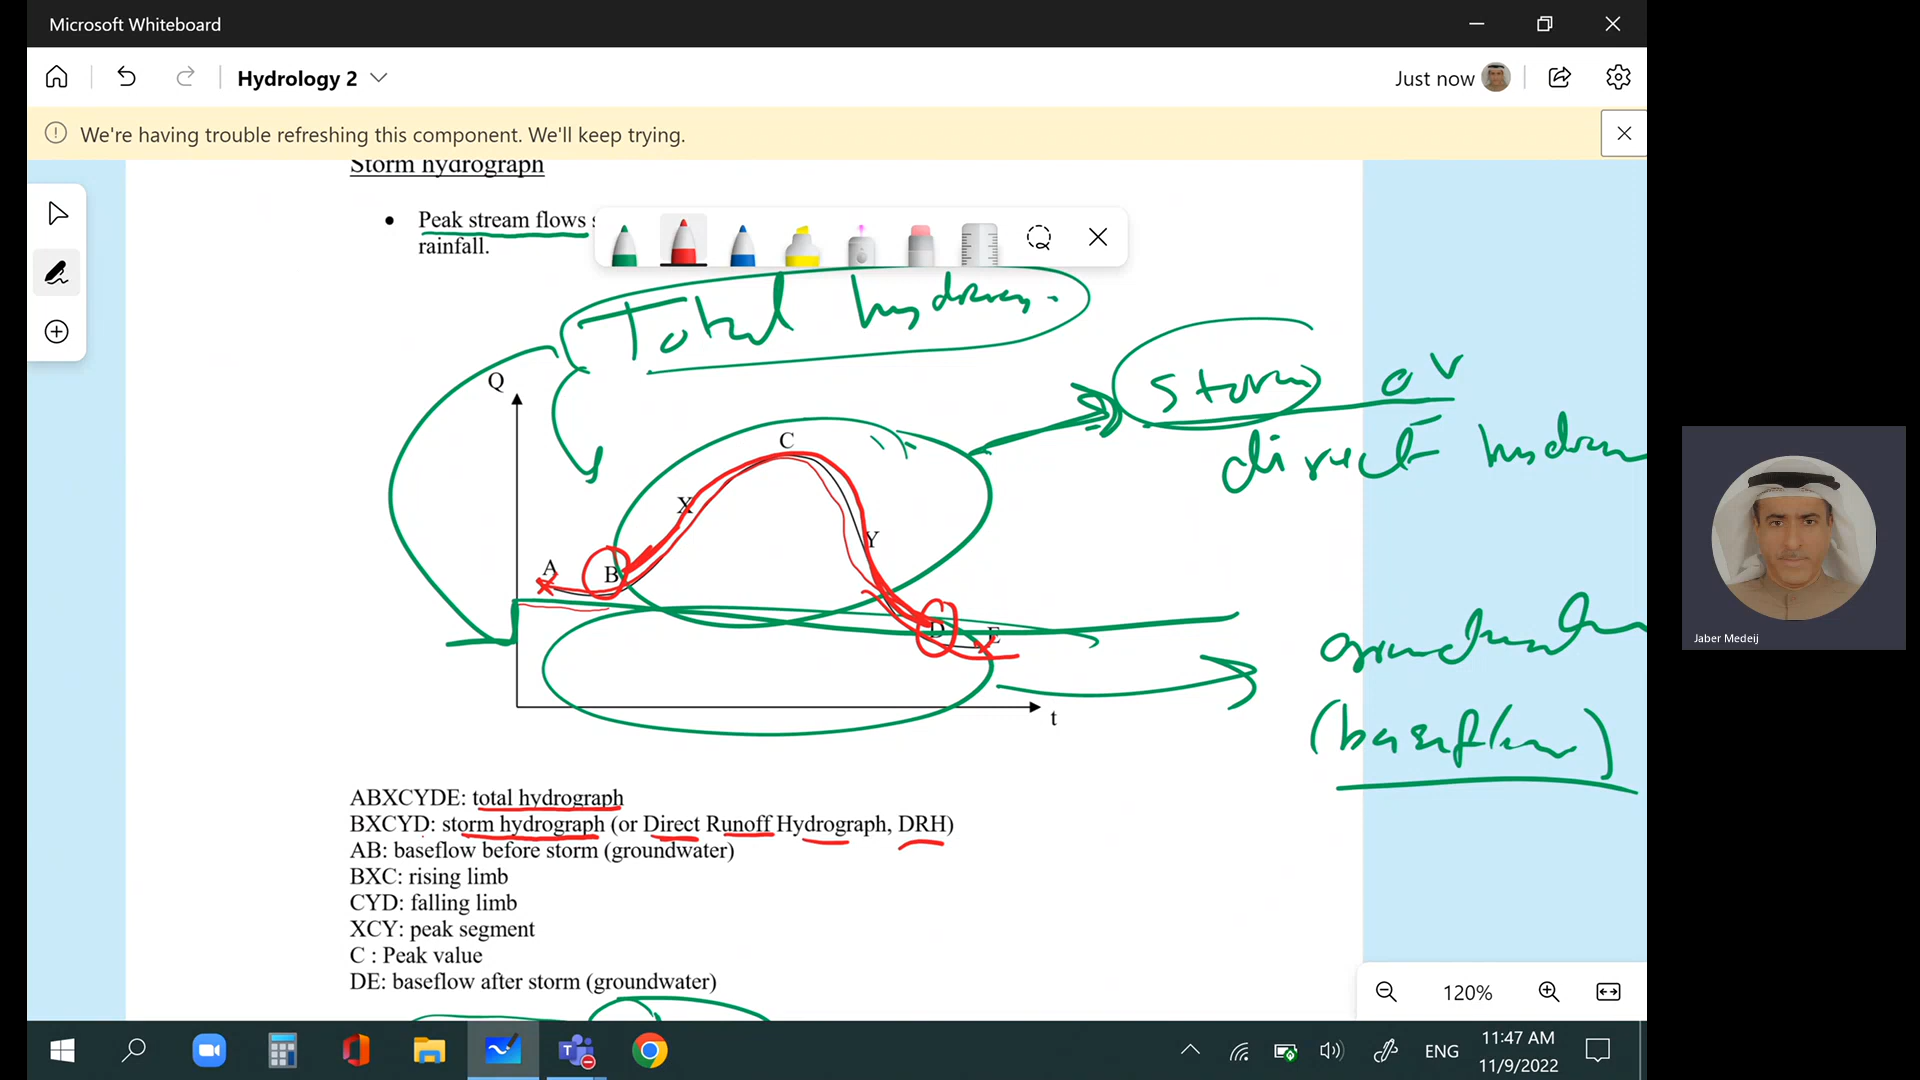 Microsoft Whiteboard
Hydrology 2
Just now
We're having trouble refreshing this component. We'll keep trying.
Storm hydrograph
• Peak stream flows
rainfall.
Total
storm or
direct
Q
C
X
Y
A
B
D
E
t
(baseflow)
Jaber Medeij
ABXCYDE: total hydrograph
BXCYD: storm hydrograph (or Direct Runoff Hydrograph, DRH)
AB: baseflow before storm (groundwater)
BXC: rising limb
CYD: falling limb
XCY: peak segment
C : Peak value
DE: baseflow after storm (groundwater)
120%
ENG
11:47 AM
11/9/2022